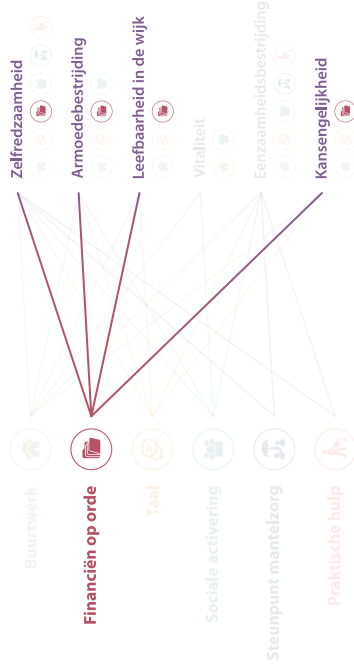 Zelfredzaamheid
Armoedebestrijding
Leefbaarheid in de wijk
Vitaliteit
Eenzaamheidsbestrijding
Kansengelijkheid
Buurtwerk
Financiën op orde
Taal
Sociale activering
Steunpunt mantelzorg
Praktische hulp